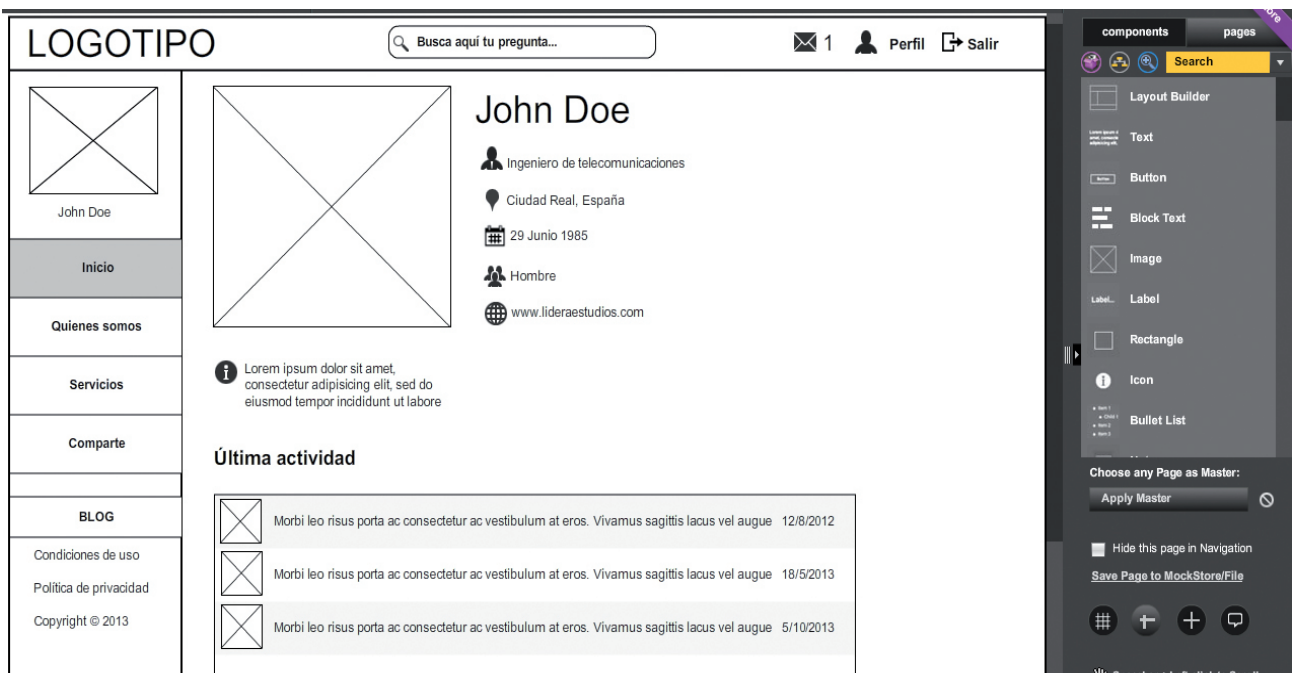 LOGOTIPO
Busca aquí tu pregunta...
1
Perfil
Salir
John Doe
Inicio
Quienes somos
Servicios
Comparte
BLOG
Condiciones de uso
Política de privacidad
Copyright © 2013
John Doe
Ingeniero de telecomunicaciones
Ciudad Real, España
29 Junio 1985
Hombre
www.lideraestudios.com
Lorem ipsum dolor sit amet,
consectetur adipisicing elit, sed do
eiusmod tempor incididunt ut labore
Última actividad
Morbi leo risus porta ac consectetur ac vestibulum at eros. Vivamus sagittis lacus vel augue 12/8/2012
Morbi leo risus porta ac consectetur ac vestibulum at eros. Vivamus sagittis lacus vel augue 18/5/2013
Morbi leo risus porta ac consectetur ac vestibulum at eros. Vivamus sagittis lacus vel augue 5/10/2013
components
pages
Search
Layout Builder
Text
Button
Block Text
Image
Label...
Label
Rectangle
Icon
Bullet List
Choose any Page as Master:
Apply Master
Hide this page in Navigation
Save Page to MockStore/File